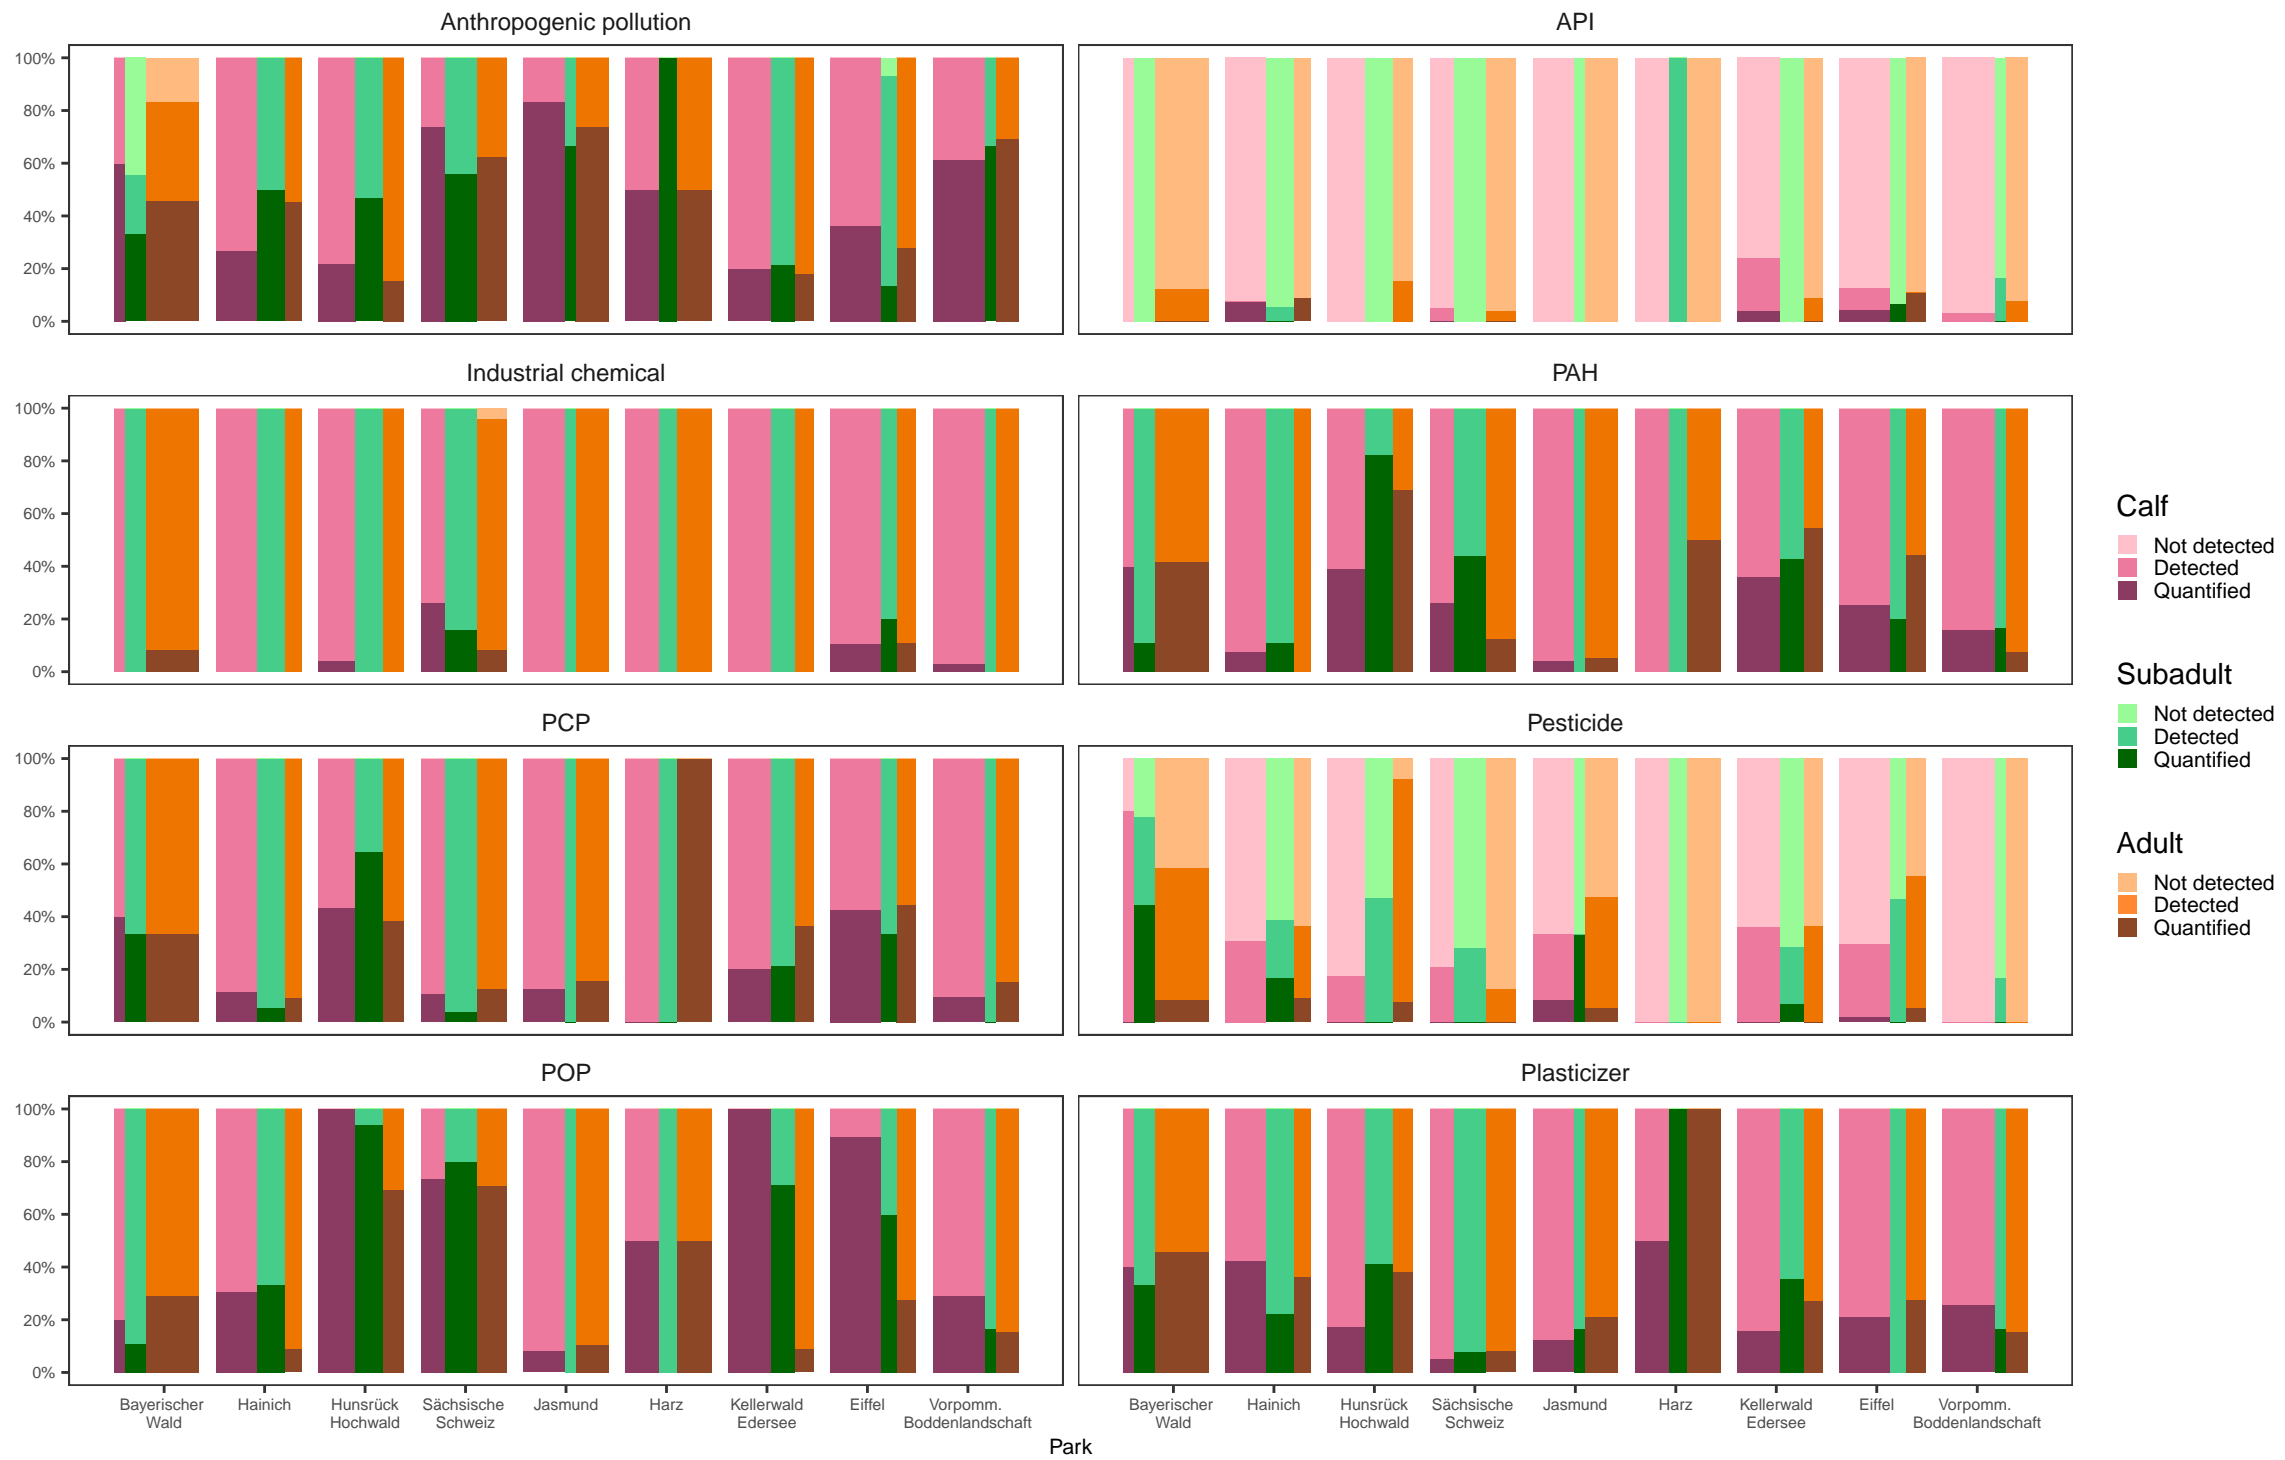 Anthropogenic pollution
API
100%
80%
60%
40%
20%
0%
Industrial chemical
PAH
100%
80%
60%
40%
20%
0%
PCP
Pesticide
100%
80%
60%
40%
20%
0%
POP
Plasticizer
100%
80%
60%
40%
20%
0%
Bayerischer
Wald
Hainich
Hunsrück
Hochwald
Sächsische
Schweiz
Jasmund
Harz
Kellerwald
Edersee
Eiffel
Vorpomm.
Boddenlandschaft
Bayerischer
Wald
Hainich
Hunsrück
Hochwald
Sächsische
Schweiz
Jasmund
Harz
Kellerwald
Edersee
Eiffel
Vorpomm.
Boddenlandschaft
Park
Calf
Not detected
Detected
Quantified
Subadult
Not detected
Detected
Quantified
Adult
Not detected
Detected
Quantified